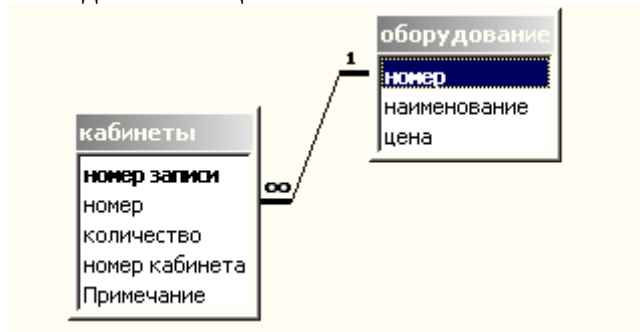 оборудование
1
номер
наименование
цена
кабинеты
номер записи
номер
количество
номер кабинета
Примечание
∞